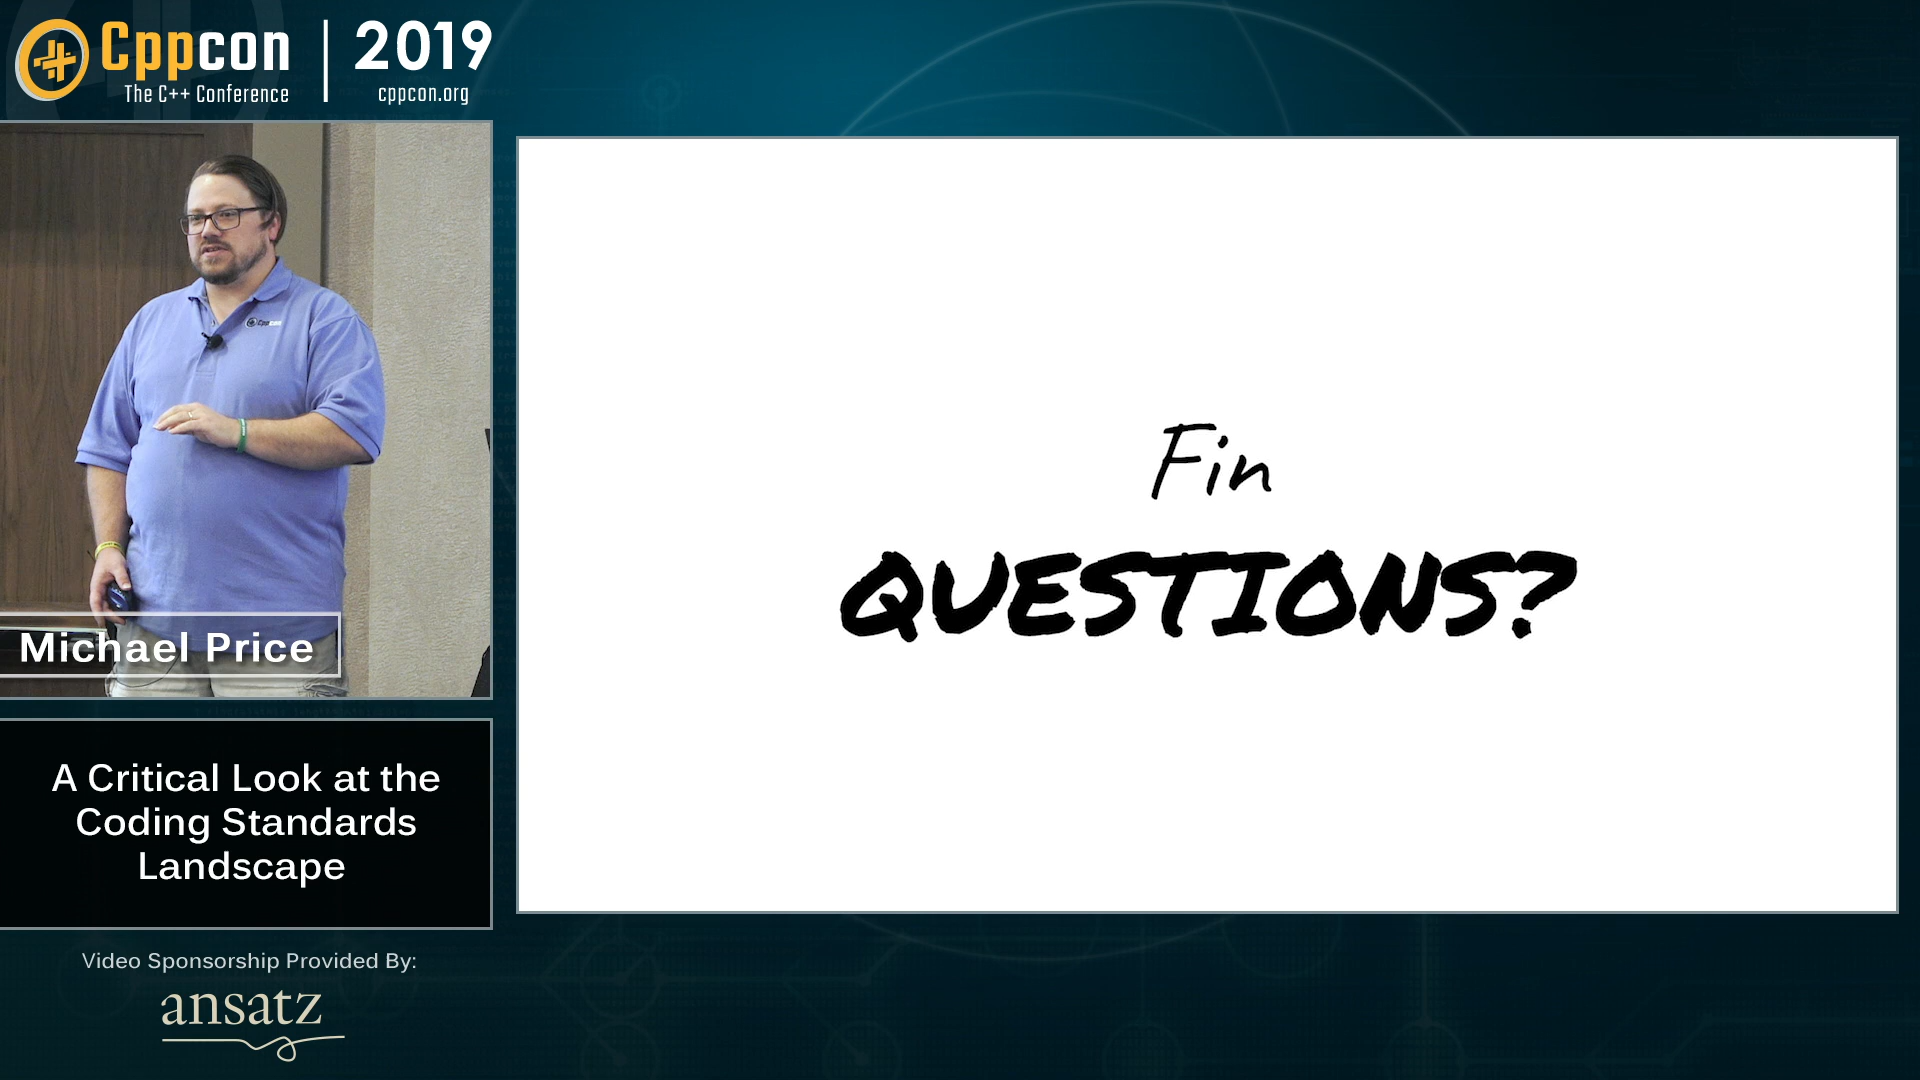 Cppcon
The C++ Conference
2019
cppcon.org
Cppcon
Michael Price
A Critical Look at the
Coding Standards
Landscape
Video Sponsorship Provided By:
ansatz
Fin
QUESTIONS?